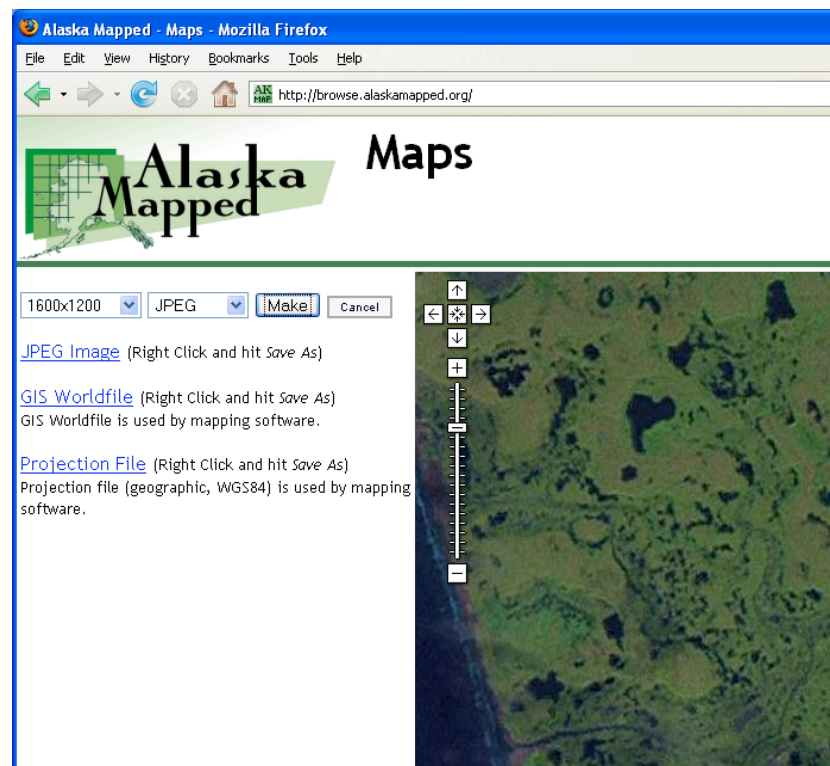 Alaska Mapped - Maps - Mozilla Firefox
File Edit View History Bookmarks Tools Help
AK MAP http://browse.alaskamapped.org/
Alaska Mapped
Maps
1600x1200 JPEG Make Cancel
JPEG Image (Right Click and hit Save As)
GIS Worldfile (Right Click and hit Save As)
GIS Worldfile is used by mapping software.
Projection File (Right Click and hit Save As)
Projection file (geographic, WGS84) is used by mapping
software.